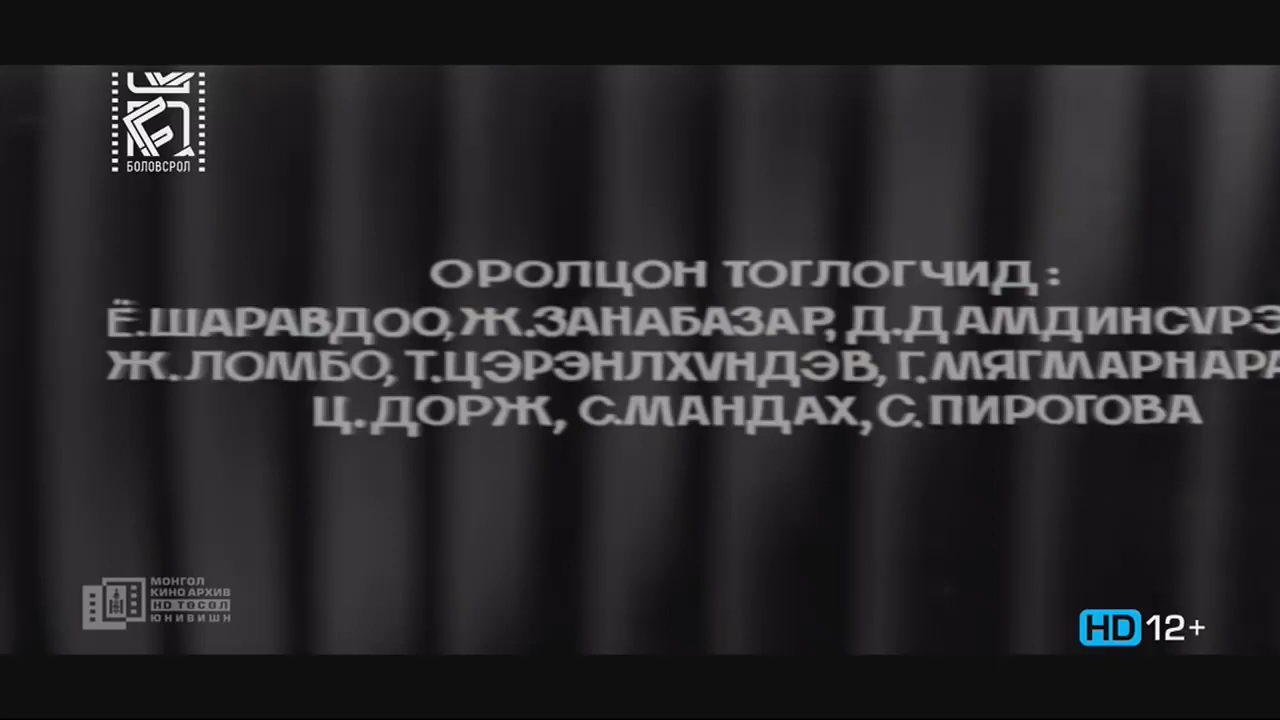 БОЛОВСРОЛ
ОРОЛЦОН ТОГЛОГЧИД:
Ё.ШАРАВДОО, Ж.ЗАНАБАЗАР, Д.ДАМДИНСҮРЭ
Ж.ЛОМБО, Т.ЦЭРЭНЛХҮНДЭВ, Г.МЯГМАРНАРА
Ц.ДОРЖ, С.МАНДАХ, С.ПИРОГОВА
МОНГОЛ
КИНО АРХИВ
HD ТӨСӨЛ
ЮНИВИШН
HD 12+